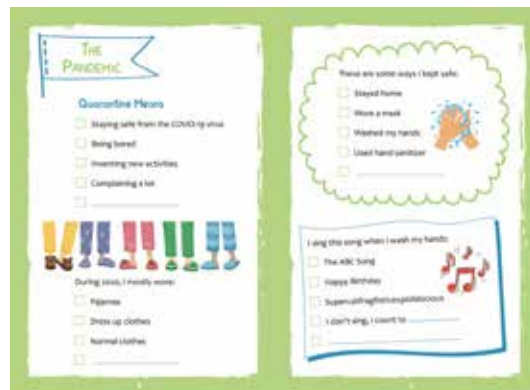 THE
PANDEMIC
Quarantine Means
Staying safe from the COVID-19 virus
Being bored
Inventing new activities
Complaining a lot
During 2020, I mostly wore:
Pajamas
Dress up clothes
Normal clothes
These are some ways I kept safe:
Stayed home
Wore a mask
Washed my hands
Used hand sanitizer
I sing this song when I wash my hands:
The ABC Song
Happy Birthday
Supercalifragilisticexpialidocious
I don't sing, I count to